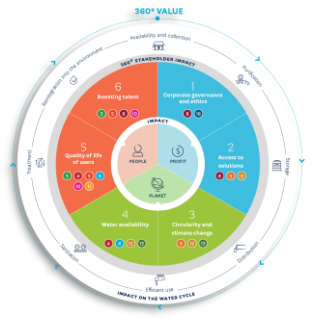 360º VALUE
Availability and collection
Purification
Storage
Distribution
Efficient use
Sanitation
Treatment
Reintegration into the environment
360º STAKEHOLDER IMPACT
1
Corporate governance
and ethics
2
Access to
solutions
3
Circularity and
climate change
4
Water availability
5
Quality of life
of users
6
Boosting talent
IMPACT
PEOPLE
PROFIT
PLANET
IMPACT ON THE WATER CYCLE